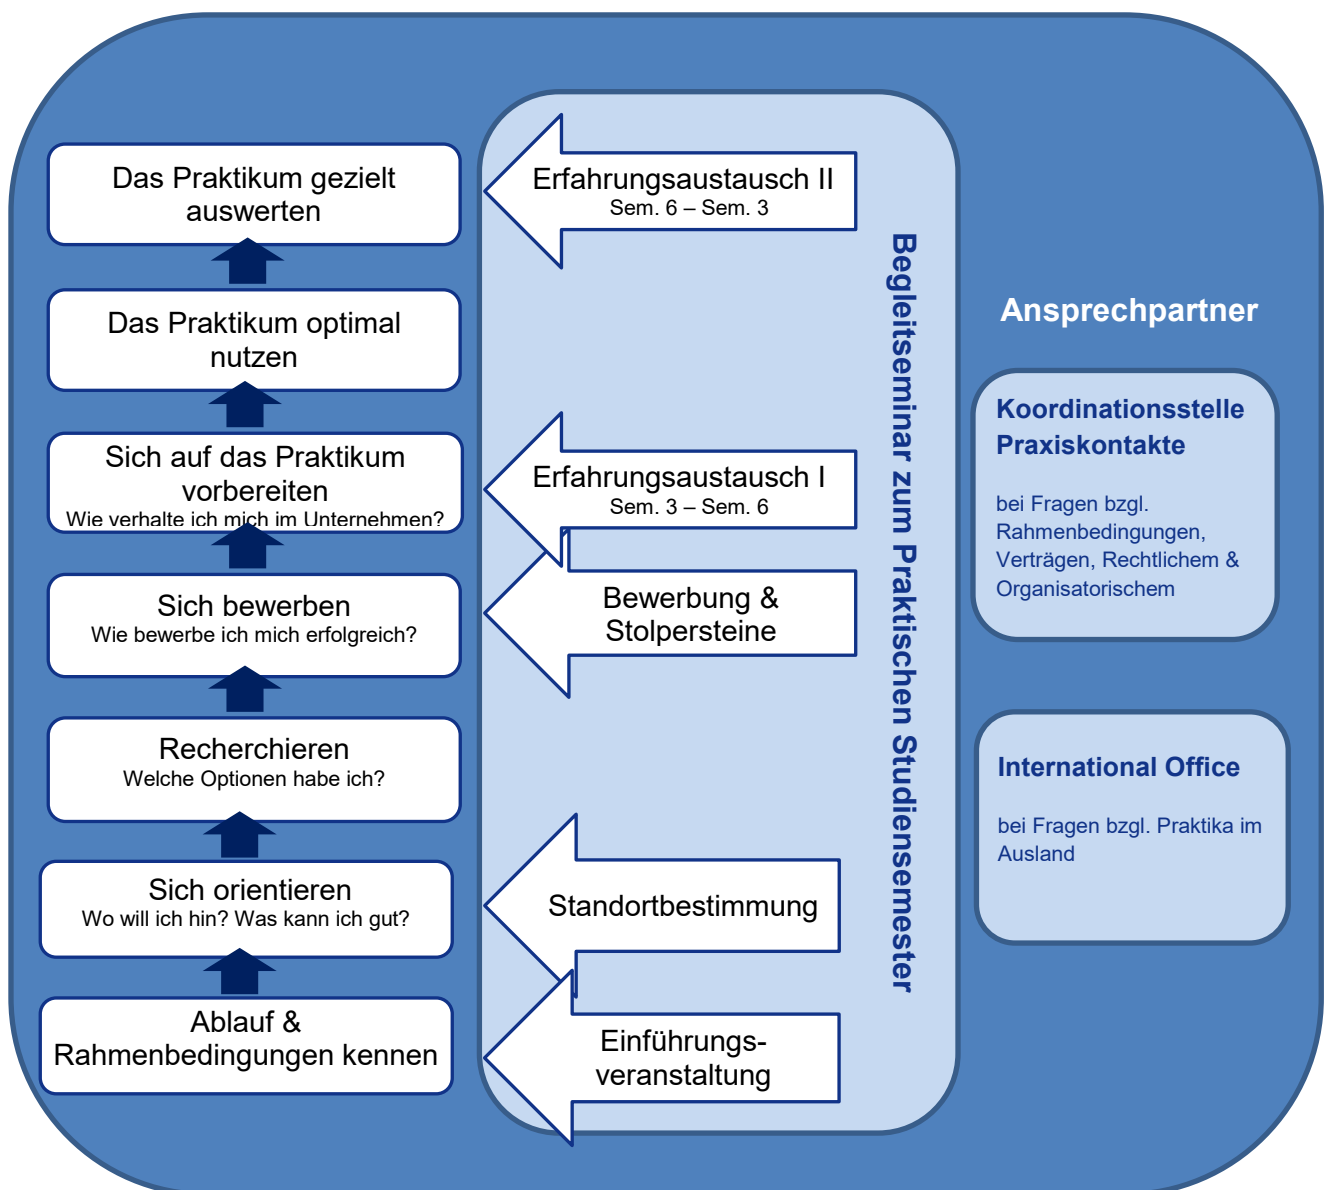 Das Praktikum gezielt
auswerten
Das Praktikum optimal
nutzen
Sich auf das Praktikum
vorbereiten
Wie verhalte ich mich im Unternehmen?
Sich bewerben
Wie bewerbe ich mich erfolgreich?
Recherchieren
Welche Optionen habe ich?
Sich orientieren
Wo will ich hin? Was kann ich gut?
Ablauf &
Rahmenbedingungen kennen
Erfahrungsaustausch II
Sem. 6 – Sem. 3
Erfahrungsaustausch I
Sem. 3 – Sem. 6
Bewerbung &
Stolpersteine
Standortbestimmung
Einführungs-
veranstaltung
Begleitseminar zum Praktischen Studiensemester
Ansprechpartner
Koordinationsstelle
Praxiskontakte
bei Fragen bzgl.
Rahmenbedingungen,
Verträgen, Rechtlichem &
Organisatorischem
International Office
bei Fragen bzgl. Praktika im
Ausland